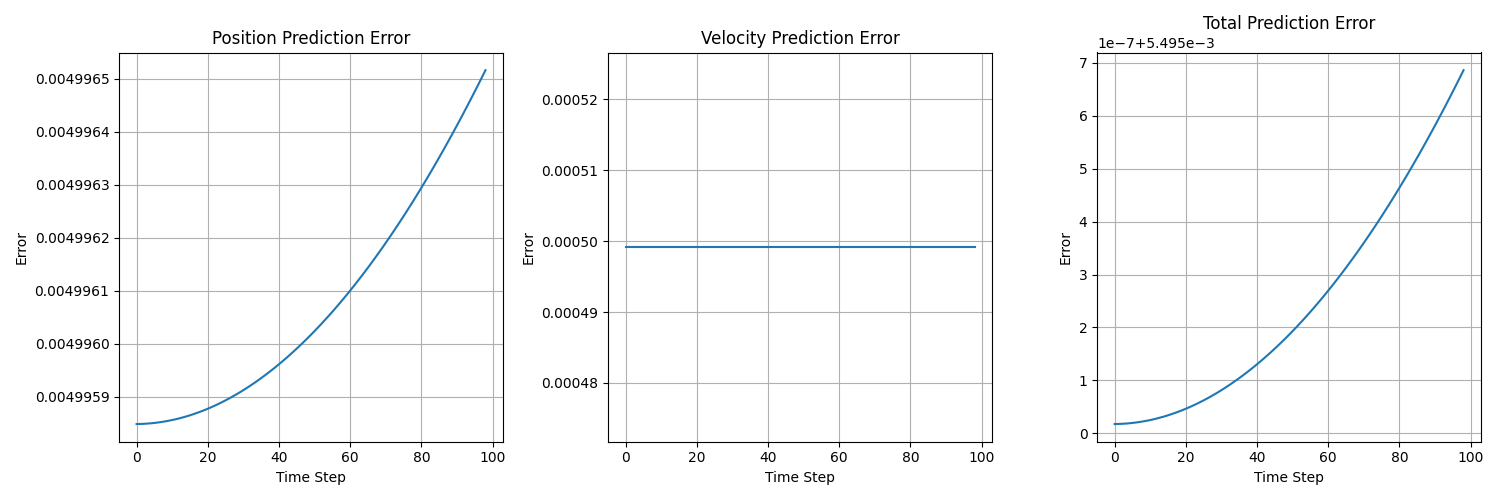 Position Prediction Error
Error
0.0049965
0.0049964
0.0049963
0.0049962
0.0049961
0.0049960
0.0049959
0 20 40 60 80 100
Time Step
Velocity Prediction Error
Error
0.00052
0.00051
0.00050
0.00049
0.00048
0 20 40 60 80 100
Time Step
Total Prediction Error
1e−7+5.495e−3
Error
7
6
5
4
3
2
1
0
0 20 40 60 80 100
Time Step